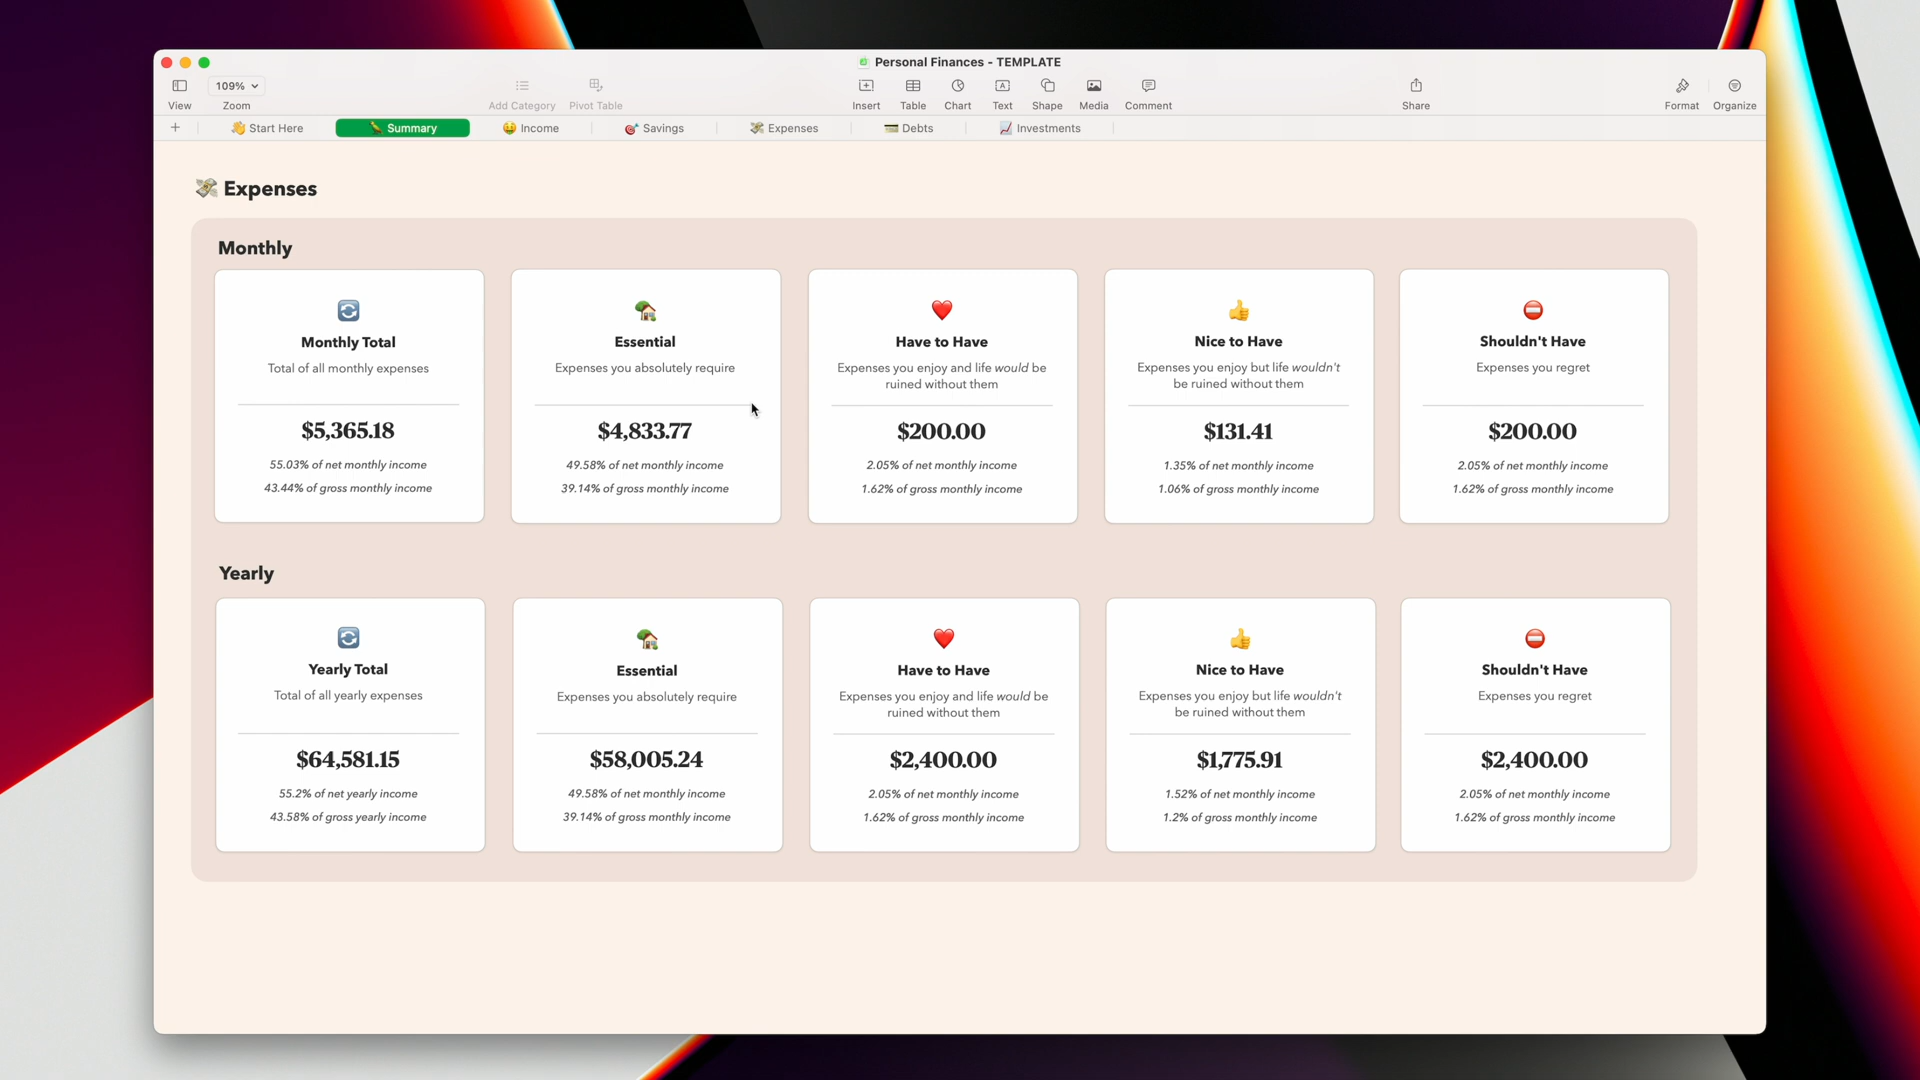 Personal Finances - TEMPLATE
109%
View
Zoom
Add Category
Pivot Table
Insert
Table
Chart
Text
Shape
Media
Comment
Share
Format
Organize
Start Here
Summary
Income
Savings
Expenses
Debts
Investments
Expenses
Monthly
Monthly Total
Total of all monthly expenses
$5,365.18
55.03% of net monthly income
43.44% of gross monthly income
Essential
Expenses you absolutely require
$4,833.77
49.58% of net monthly income
39.14% of gross monthly income
Have to Have
Expenses you enjoy and life would be
ruined without them
$200.00
2.05% of net monthly income
1.62% of gross monthly income
Nice to Have
Expenses you enjoy but life wouldn't
be ruined without them
$131.41
1.35% of net monthly income
1.06% of gross monthly income
Shouldn't Have
Expenses you regret
$200.00
2.05% of net monthly income
1.62% of gross monthly income
Yearly
Yearly Total
Total of all yearly expenses
$64,581.15
55.2% of net yearly income
43.58% of gross yearly income
Essential
Expenses you absolutely require
$58,005.24
49.58% of net monthly income
39.14% of gross monthly income
Have to Have
Expenses you enjoy and life would be
ruined without them
$2,400.00
2.05% of net monthly income
1.62% of gross monthly income
Nice to Have
Expenses you enjoy but life wouldn't
be ruined without them
$1,775.91
1.52% of net monthly income
1.2% of gross monthly income
Shouldn't Have
Expenses you regret
$2,400.00
2.05% of net monthly income
1.62% of gross monthly income